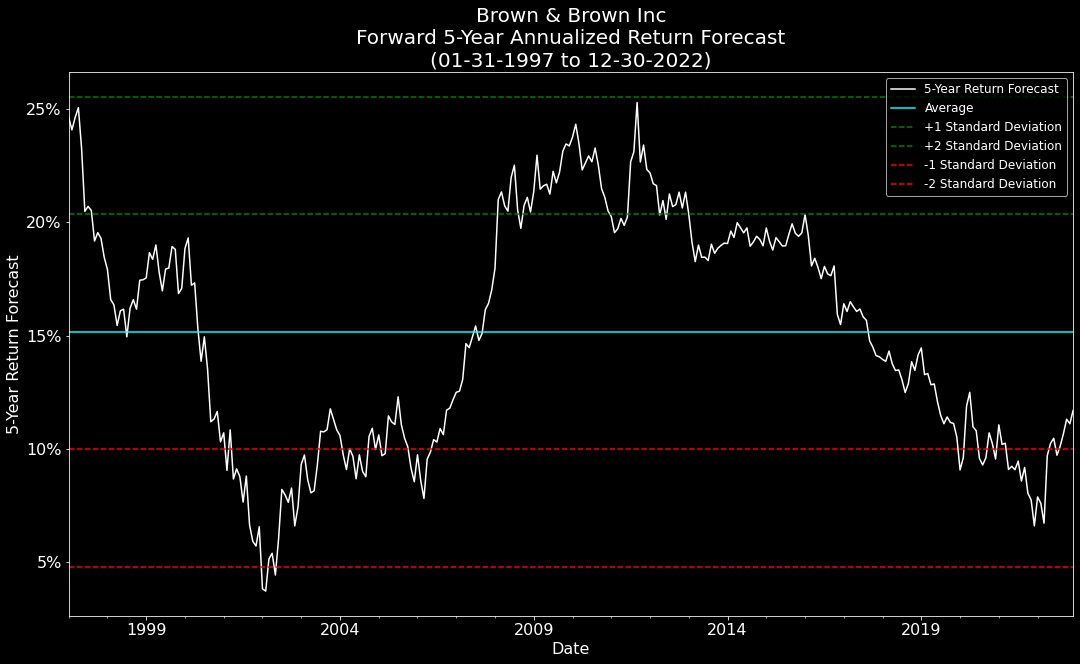 Brown & Brown Inc
Forward 5-Year Annualized Return Forecast
(01-31-1997 to 12-30-2022)
5-Year Return Forecast
25%
20%
15%
10%
5%
5-Year Return Forecast
Average
+1 Standard Deviation
+2 Standard Deviation
-1 Standard Deviation
-2 Standard Deviation
1999 2004 2009 2014 2019
Date